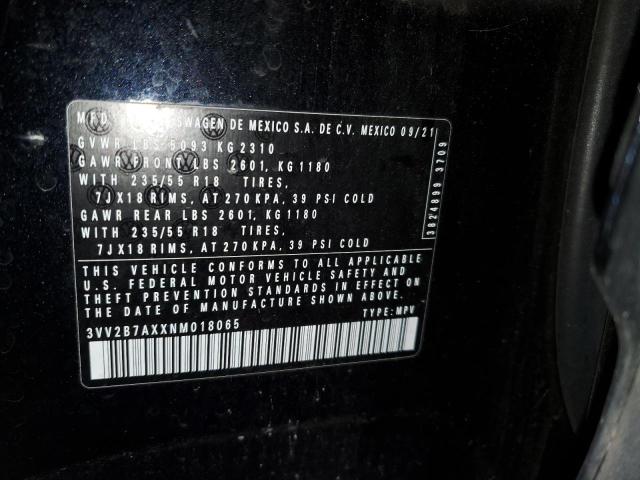 MFD SWAGEN DE MEXICO S.A. DE C.V. MEXICO 09/21
GVWR LBS 5093 KG 2310
GAWR FRONT LBS 2601, KG 1180
WITH 235/55 R18 TIRES,
7JX18 RIMS, AT 270 KPA, 39 PSI COLD
GAWR REAR LBS 2601, KG 1180
WITH 235/55 R18 TIRES,
7JX18 RIMS, AT 270 KPA, 39 PSI COLD
THIS VEHICLE CONFORMS TO ALL APPLICABLE
U.S. FEDERAL MOTOR VEHICLE SAFETY AND
THEFT PREVENTION STANDARDS IN EFFECT ON
THE DATE OF MANUFACTURE SHOWN ABOVE
3VV2B7AXXNM018065 TYPE: MPV
3824899 3709